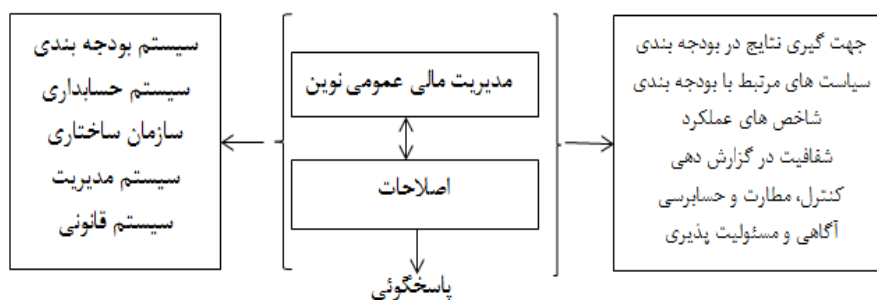 جهت گیری نتایج در بودجه بندی
سیاست های مرتبط با بودجه بندی
شاخص های عملکرد
شفافیت در گزارش دهی
کنترل، مطارت و حسابرسی
آگاهی و مسئولیت پذیری
مدیریت مالی عمومی نوین
اصلاحات
پاسخگوئی
سیستم بودجه بندی
سیستم حسابداری
سازمان ساختاری
سیستم مدیریت
سیستم قانونی